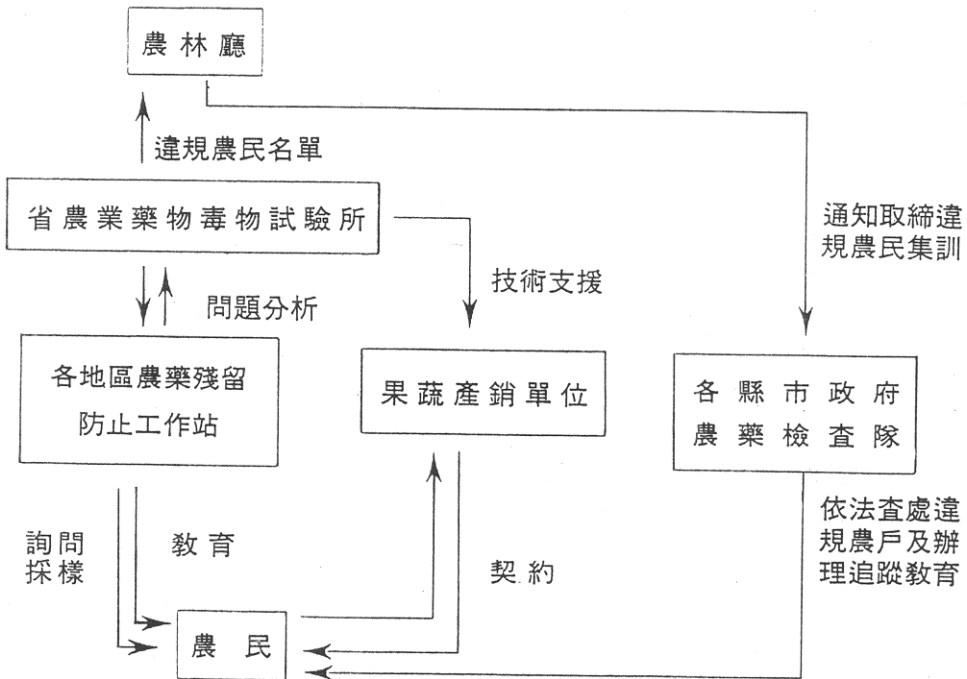 農林廳
違規農民名單
省農業藥物毒物試驗所
通知取締違
規農民集訓
技術支援
問題分析
各地區農藥殘留
防止工作站
果蔬產銷單位
各縣市政府
農藥檢查隊
詢問
採樣
教育
契約
依法查處違
規農戶及辦
理追蹤教育
農民